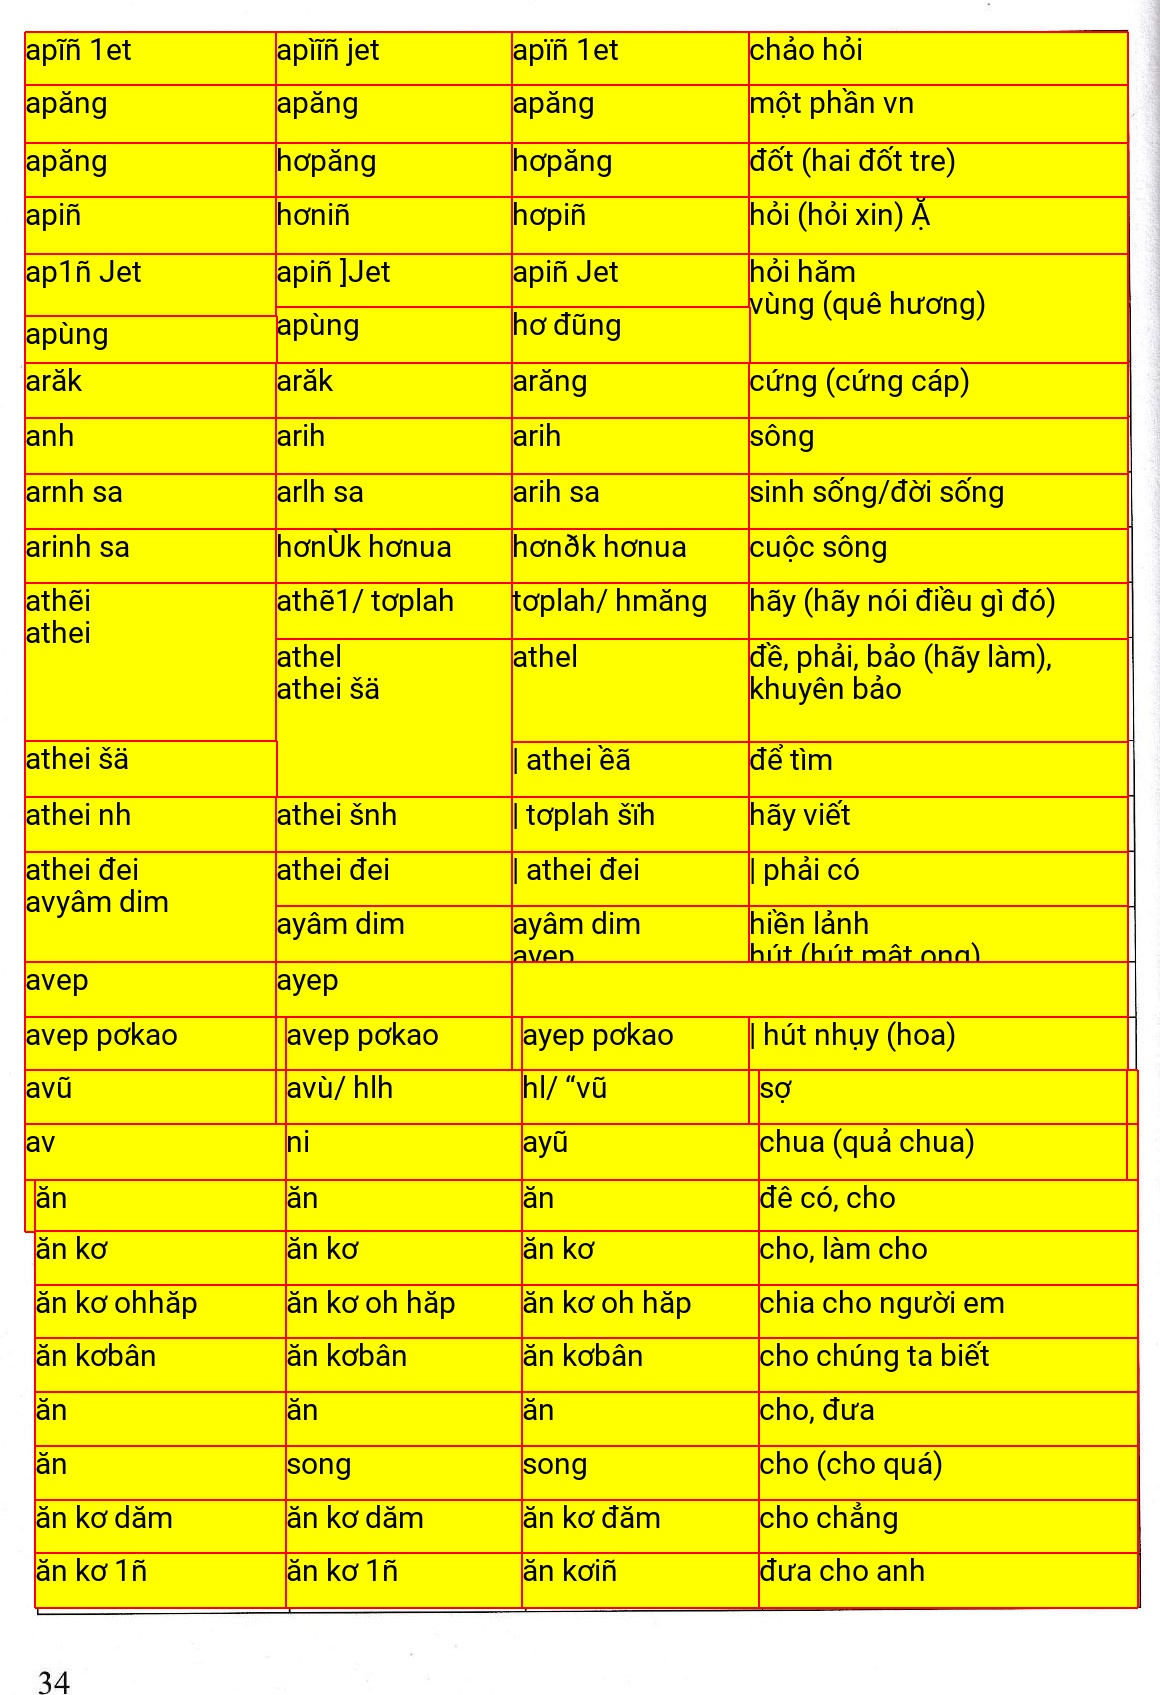 apĩñ 1et apìĩñ jet apïñ 1et chảo hỏi
apăng apăng apăng một phần vn
apăng hơpăng hơpăng đốt (hai đốt tre)
apiñ hơniñ hơpiñ hỏi (hỏi xin) Ặ
ap1ñ Jet apiñ ]Jet apiñ Jet hỏi hăm
vùng (quê hương)
apùng apùng hơ đũng
arăk arăk arăng cứng (cứng cáp)
anh arih arih sông
arnh sa arlh sa arih sa sinh sống/đời sống
arinh sa hơnÙk hơnua hơnðk hơnua cuộc sông
athẽi athẽ1/ tơplah tơplah/ hmăng hãy (hãy nói điều gì đó)
athei
athel athel đề, phải, bảo (hãy làm),
athei šä khuyên bảo
athei šä | athei ềã để tìm
athei nh athei šnh | tơplah šïh hãy viết
athei đei athei đei | athei đei | phải có
avyâm dim
ayâm dim ayâm dim hiền lảnh
avep hút (hút mật ong)
avep ayep
avep pơkao avep pơkao ayep pơkao | hút nhụy (hoa)
avũ avù/ hlh hl/ “vũ sợ
av ni ayũ chua (quả chua)
ăn ăn ăn đê có, cho
ăn kơ ăn kơ ăn kơ cho, làm cho
ăn kơ ohhăp ăn kơ oh hăp ăn kơ oh hăp chia cho người em
ăn kơbân ăn kơbân ăn kơbân cho chúng ta biết
ăn ăn ăn cho, đưa
ăn song song cho (cho quá)
ăn kơ dăm ăn kơ dăm ăn kơ đăm cho chẳng
ăn kơ 1ñ ăn kơ 1ñ ăn kơiñ đưa cho anh
34